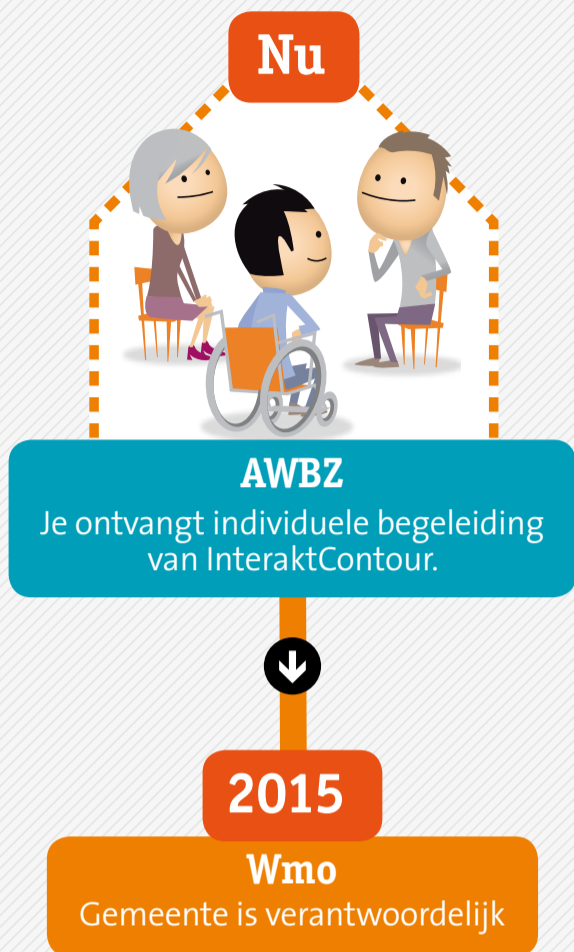 Nu
AWBZ
Je ontvangt individuele begeleiding
van InteraktContour.
2015
Wmo
Gemeente is verantwoordelijk